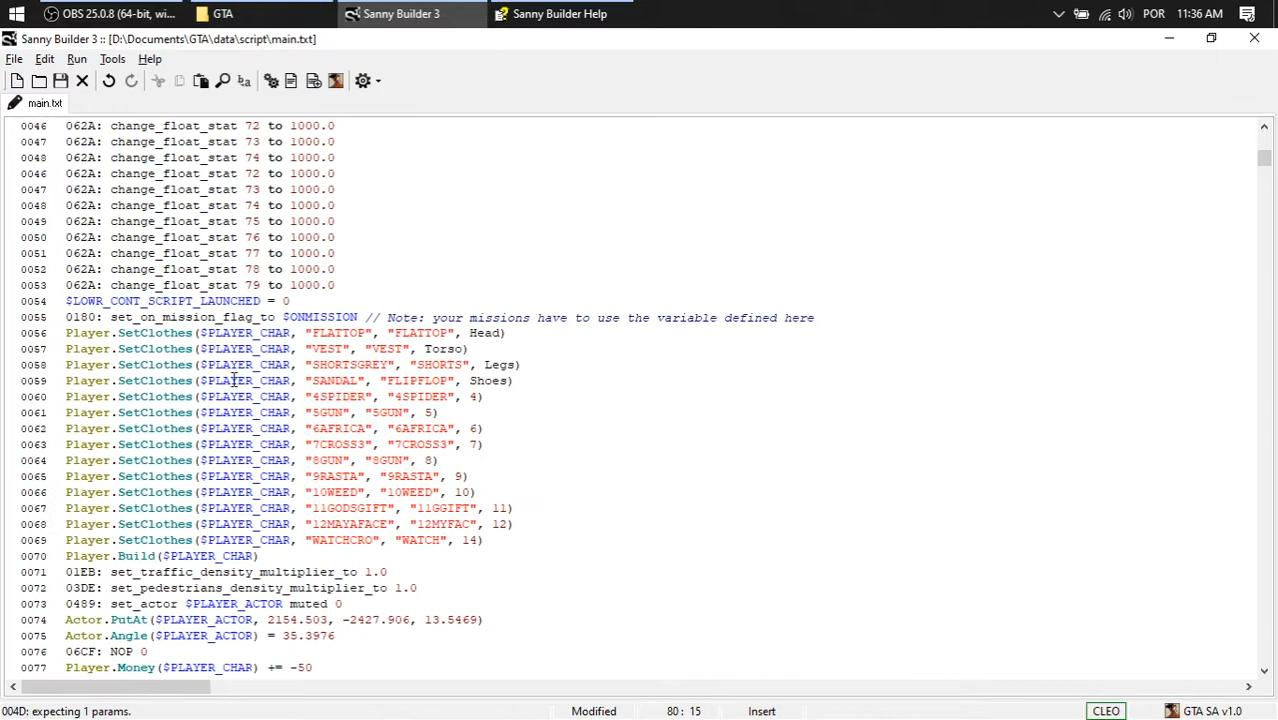 OBS 25.0.8 (64-bit, wi...
GTA
Sanny Builder 3
Sanny Builder Help
POR
11:36 AM
Sanny Builder 3 :: [D:\Documents\GTA\data\script\main.txt]
File Edit Run Tools Help
main.txt
0046 062A: change_float_stat 72 to 1000.0
0047 062A: change_float_stat 73 to 1000.0
0048 062A: change_float_stat 74 to 1000.0
0046 062A: change_float_stat 72 to 1000.0
0047 062A: change_float_stat 73 to 1000.0
0048 062A: change_float_stat 74 to 1000.0
0049 062A: change_float_stat 75 to 1000.0
0050 062A: change_float_stat 76 to 1000.0
0051 062A: change_float_stat 77 to 1000.0
0052 062A: change_float_stat 78 to 1000.0
0053 062A: change_float_stat 79 to 1000.0
0054 $LOWR_CONT_SCRIPT_LAUNCHED = 0
0055 0180: set_on_mission_flag_to $ONMISSION // Note: your missions have to use the variable defined here
0056 Player.SetClothes($PLAYER_CHAR, "FLATTOP", "FLATTOP", Head)
0057 Player.SetClothes($PLAYER_CHAR, "VEST", "VEST", Torso)
0058 Player.SetClothes($PLAYER_CHAR, "SHORTSGREY", "SHORTS", Legs)
0059 Player.SetClothes($PLAYER_CHAR, "SANDAL", "FLIPFLOP", Shoes)
0060 Player.SetClothes($PLAYER_CHAR, "4SPIDER", "4SPIDER", 4)
0061 Player.SetClothes($PLAYER_CHAR, "5GUN", "5GUN", 5)
0062 Player.SetClothes($PLAYER_CHAR, "6AFRICA", "6AFRICA", 6)
0063 Player.SetClothes($PLAYER_CHAR, "7CROSS3", "7CROSS3", 7)
0064 Player.SetClothes($PLAYER_CHAR, "8GUN", "8GUN", 8)
0065 Player.SetClothes($PLAYER_CHAR, "9RASTA", "9RASTA", 9)
0066 Player.SetClothes($PLAYER_CHAR, "10WEED", "10WEED", 10)
0067 Player.SetClothes($PLAYER_CHAR, "11GODSGIFT", "11GGIFT", 11)
0068 Player.SetClothes($PLAYER_CHAR, "12MAYAFACE", "12MYFAC", 12)
0069 Player.SetClothes($PLAYER_CHAR, "WATCHCRO", "WATCH", 14)
0070 Player.Build($PLAYER_CHAR)
0071 01EB: set_traffic_density_multiplier_to 1.0
0072 03DE: set_pedestrians_density_multiplier_to 1.0
0073 0489: set_actor $PLAYER_ACTOR muted 0
0074 Actor.PutAt($PLAYER_ACTOR, 2154.503, -2427.906, 13.5469)
0075 Actor.Angle($PLAYER_ACTOR) = 35.3976
0076 06CF: NOP 0
0077 Player.Money($PLAYER_CHAR) += -50
004D: expecting 1 params.
Modified
80: 15
Insert
CLEO
GTA SA v1.0